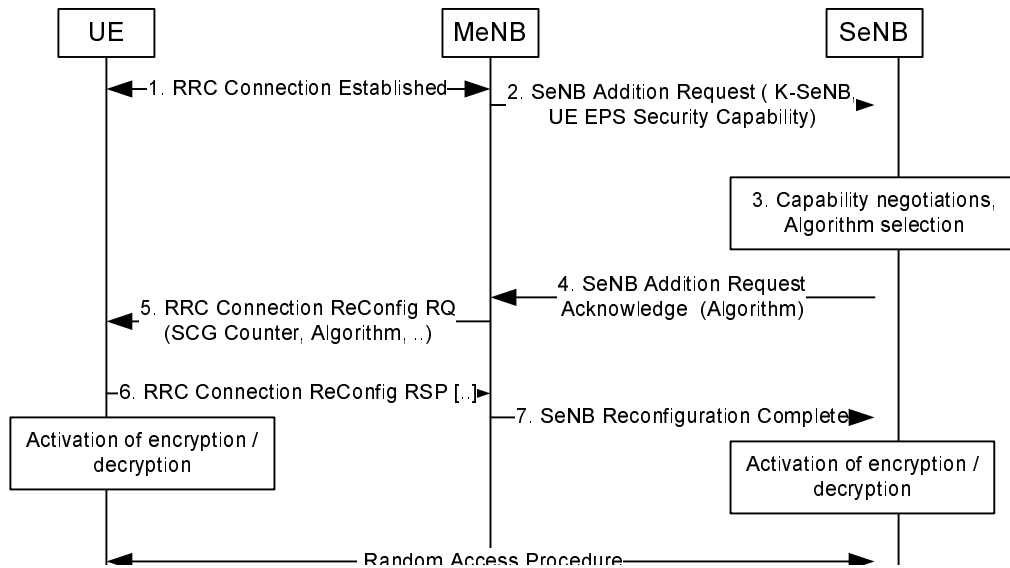 UE
MeNB
SeNB
1. RRC Connection Established
2. SeNB Addition Request ( K-SeNB,
UE EPS Security Capability)
3. Capability negotiations,
Algorithm selection
4. SeNB Addition Request
Acknowledge (Algorithm)
5. RRC Connection ReConfig RQ
(SCG Counter, Algorithm, ..)
6. RRC Connection ReConfig RSP [..]
7. SeNB Reconfiguration Complete
Activation of encryption /
decryption
Activation of encryption /
decryption
Random Access Procedure